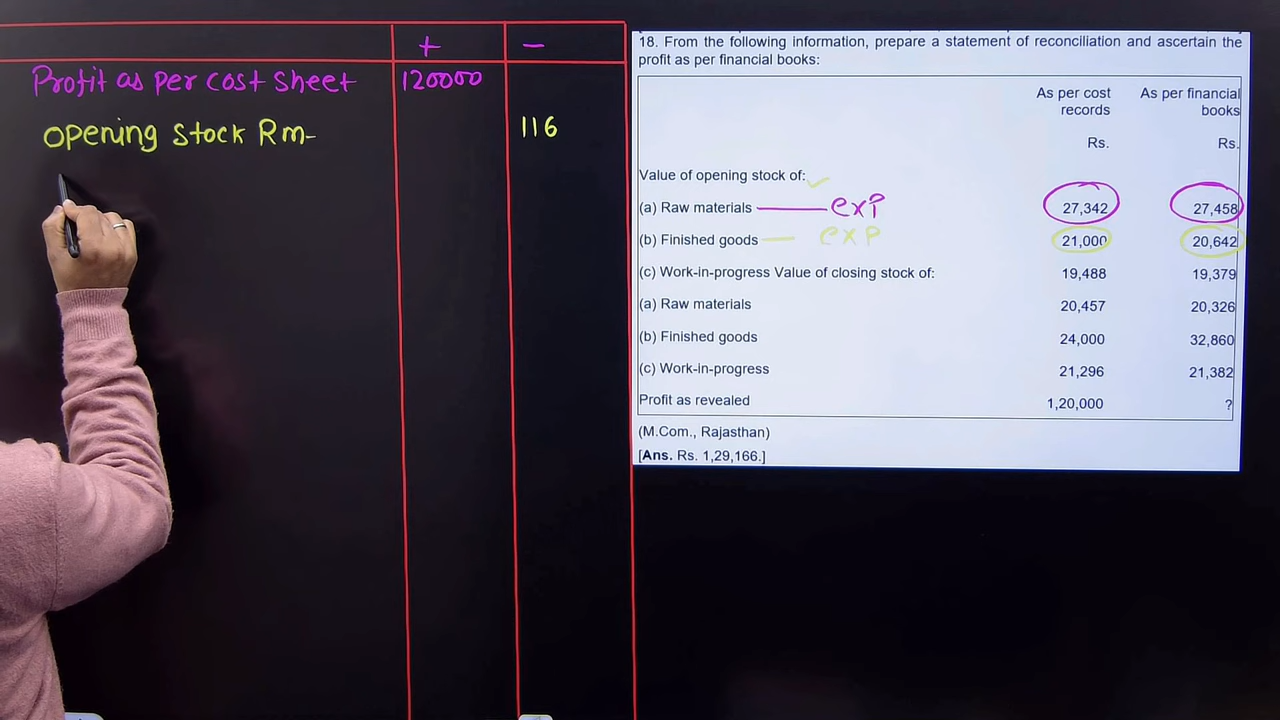 + −
Profit as per cost sheet 120000
opening stock Rm- 116
18. From the following information, prepare a statement of reconciliation and ascertain the
profit as per financial books:
As per cost As per financial
records books
Rs. Rs.
Value of opening stock of:
(a) Raw materials exp 27,342 27,458
(b) Finished goods exp 21,000 20,642
(c) Work-in-progress Value of closing stock of: 19,488 19,379
(a) Raw materials 20,457 20,326
(b) Finished goods 24,000 32,860
(c) Work-in-progress 21,296 21,382
Profit as revealed 1,20,000 ?
(M.Com., Rajasthan)
[Ans. Rs. 1,29,166.]